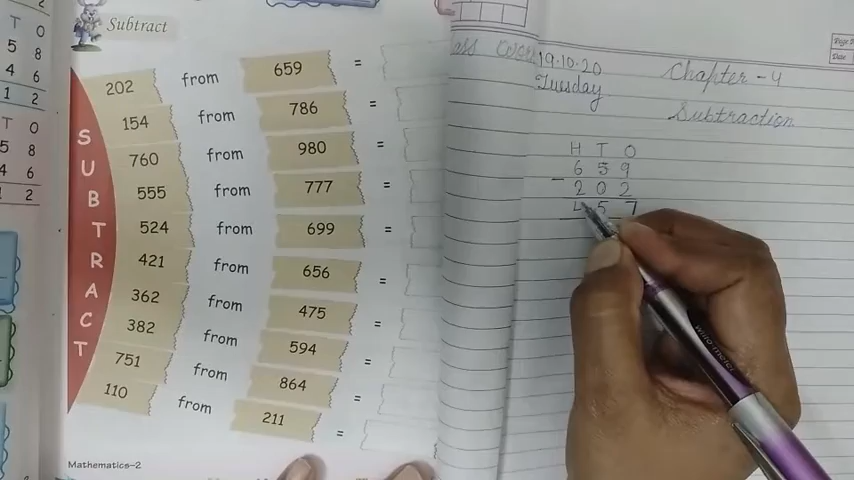 2
T O
5 8
4 6
1 2
T O
5 8
4 6
1 2
Subtract
SUBTRACT
202 from 659 =
154 from 786 =
760 from 980 =
555 from 777 =
524 from 699 =
421 from 656 =
362 from 475 =
382 from 594 =
751 from 864 =
110 from 211 =
Mathematics-2
19.10.20
Tuesday
Chapter - 4
Subtraction
Date
H T O
6 5 9
- 2 0 2
4 5 7